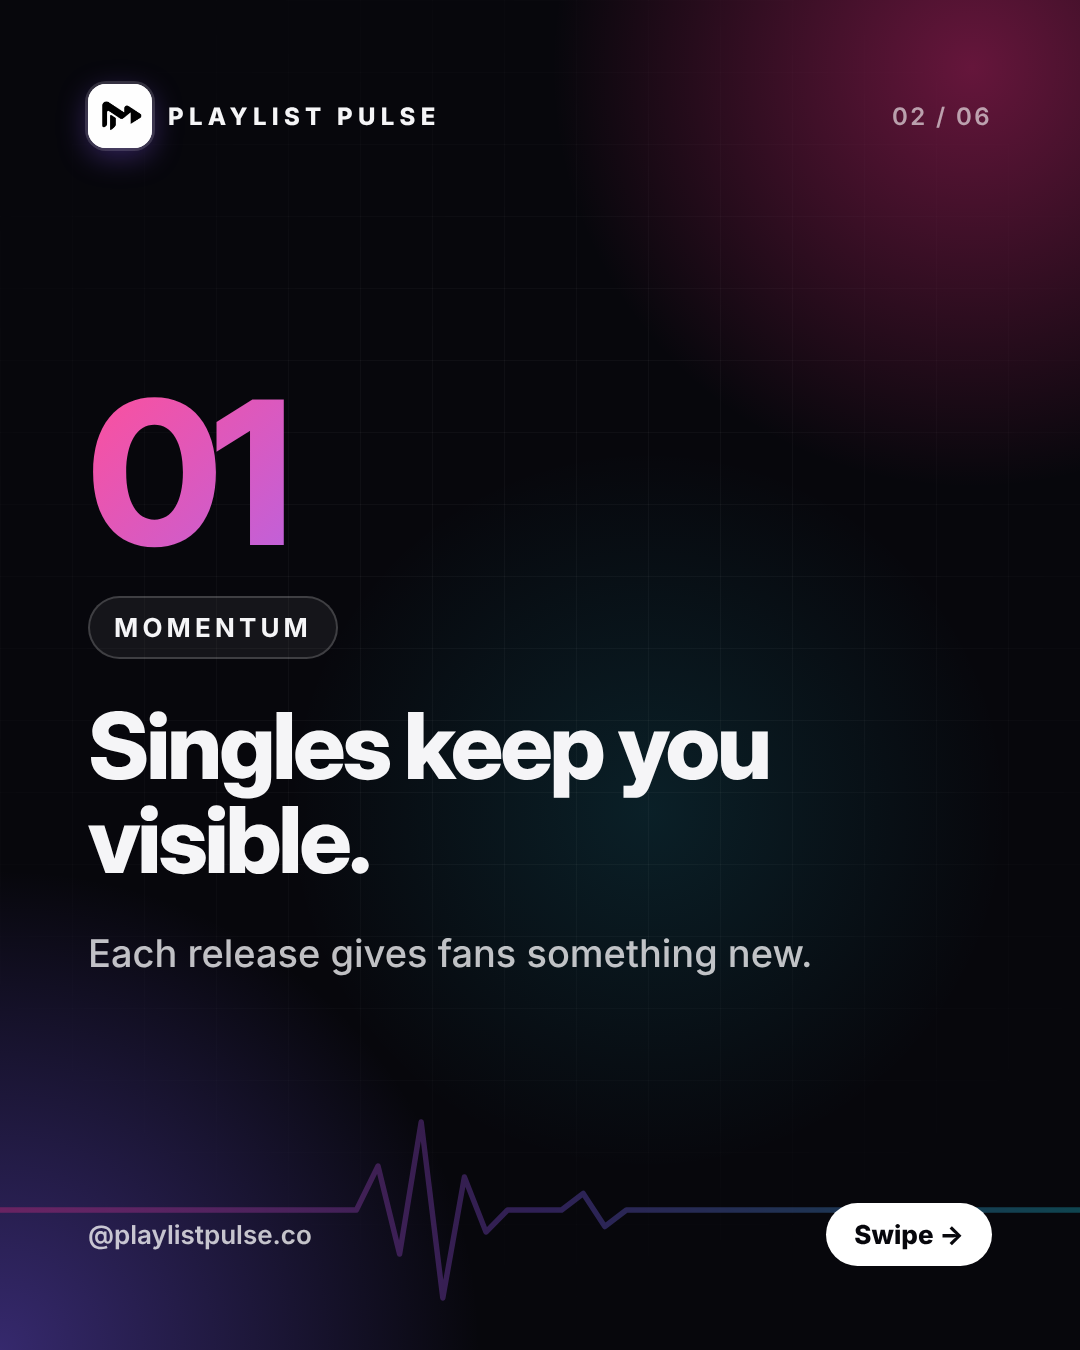 PLAYLIST PULSE
02 / 06
01
MOMENTUM
Singles keep you
visible.
Each release gives fans something new.
@playlistpulse.co
Swipe →